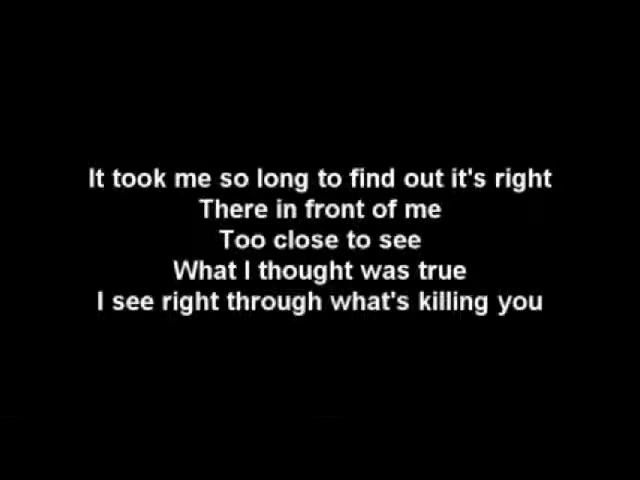 It took me so long to find out it's right
There in front of me
Too close to see
What I thought was true
I see right through what's killing you